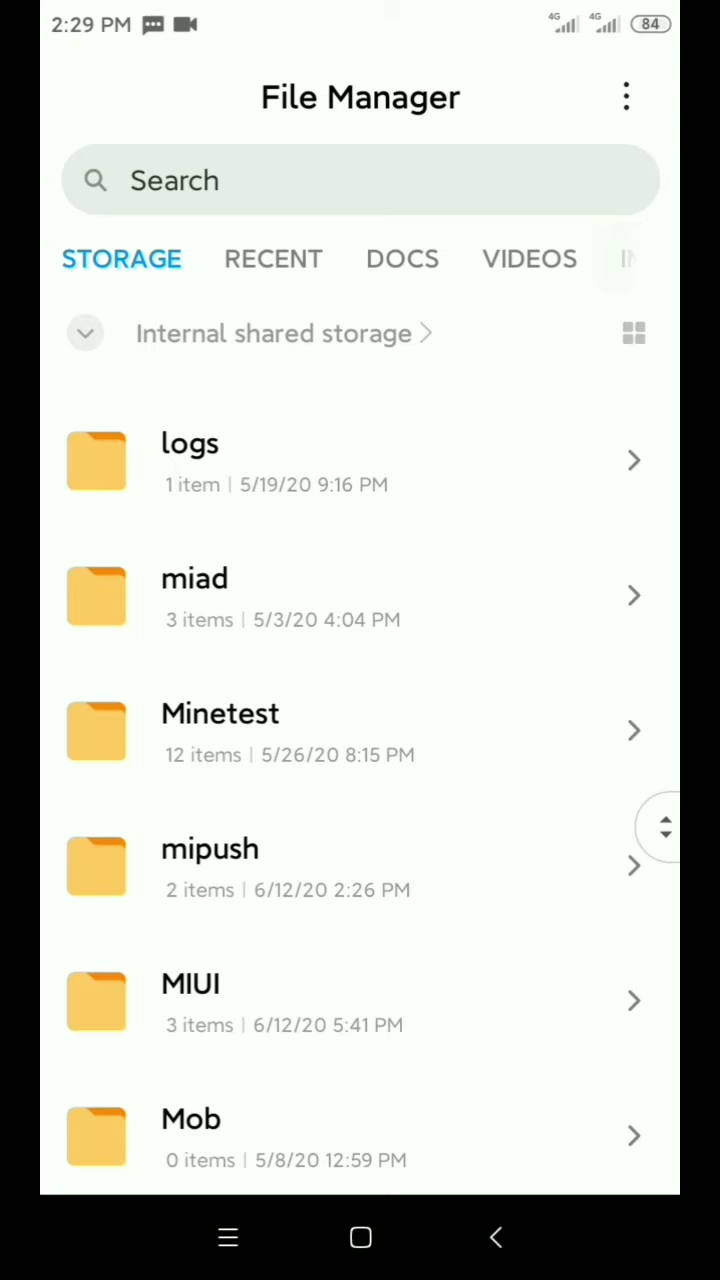 2:29 PM 4G 4G 84
File Manager
Search
STORAGE RECENT DOCS VIDEOS
Internal shared storage
logs
1 item | 5/19/20 9:16 PM
miad
3 items | 5/3/20 4:04 PM
Minetest
12 items | 5/26/20 8:15 PM
mipush
2 items | 6/12/20 2:26 PM
MIUI
3 items | 6/12/20 5:41 PM
Mob
0 items | 5/8/20 12:59 PM